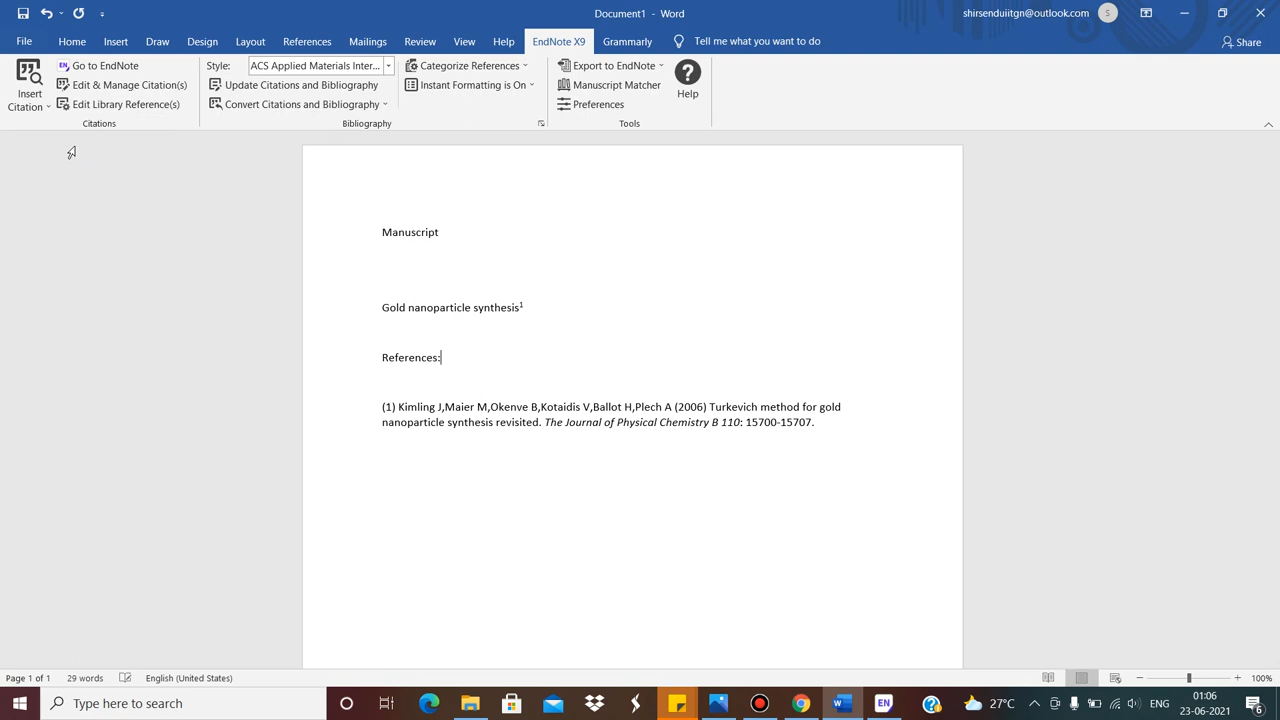 Document1 - Word
shirsenduiitgn@outlook.com S
File Home Insert Draw Design Layout References Mailings Review View Help EndNote X9 Grammarly Tell me what you want to do Share
Insert Citation
EN Go to EndNote
Edit & Manage Citation(s)
Edit Library Reference(s)
Citations
Style: ACS Applied Materials Inter...
Update Citations and Bibliography
Convert Citations and Bibliography
Categorize References
Instant Formatting is On
Bibliography
Export to EndNote
Manuscript Matcher
Preferences
Tools
? Help
Manuscript
Gold nanoparticle synthesis1
References:
(1) Kimling J,Maier M,Okenve B,Kotaidis V,Ballot H,Plech A (2006) Turkevich method for gold
nanoparticle synthesis revisited. The Journal of Physical Chemistry B 110: 15700-15707.
Page 1 of 1 29 words English (United States) 100%
Type here to search
W EN 27°C ENG 01:06
23-06-2021 6